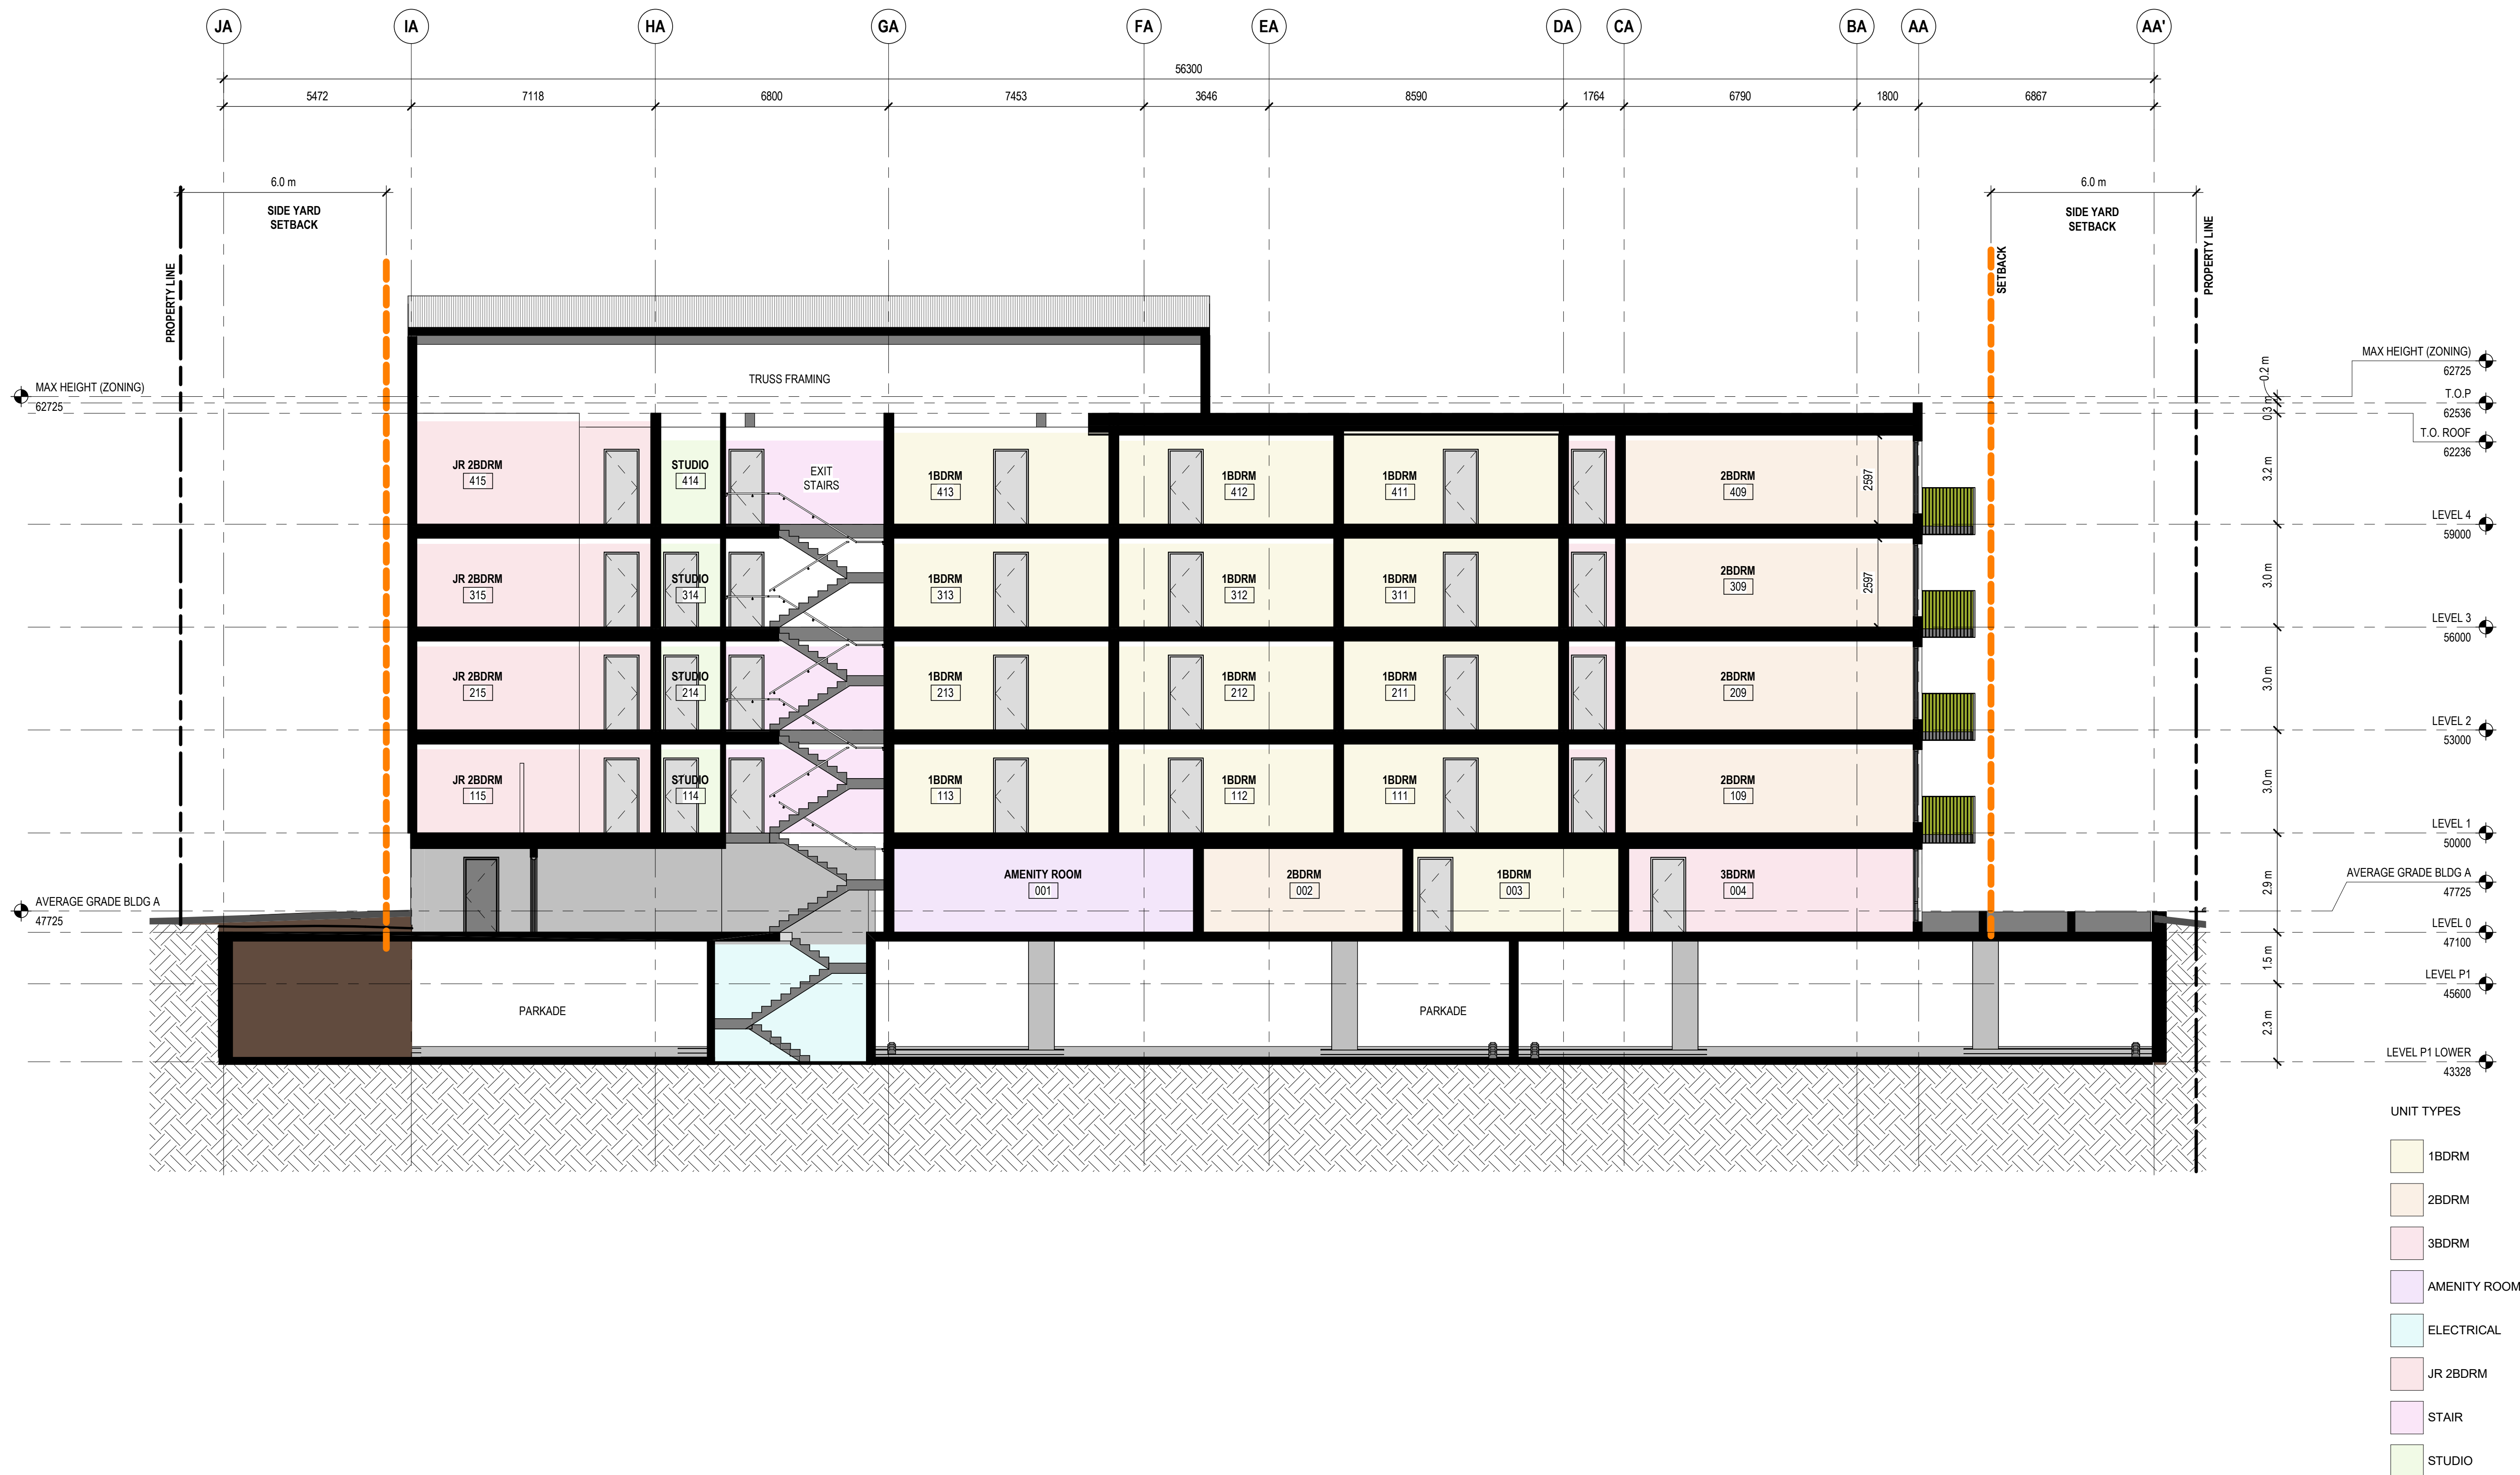 JA IA HA GA FA EA DA CA BA AA AA'
56300
5472 7118 6800 7453 3646 8590 1764 6790 1800 6867
6.0 m
SIDE YARD
SETBACK
PROPERTY LINE
6.0 m
SIDE YARD
SETBACK
SETBACK
PROPERTY LINE
MAX HEIGHT (ZONING)
62725
AVERAGE GRADE BLDG A
47725
TRUSS FRAMING
JR 2BDRM
415
STUDIO
414
EXIT
STAIRS
1BDRM
413
1BDRM
412
1BDRM
411
2BDRM
409
2597
JR 2BDRM
315
STUDIO
314
1BDRM
313
1BDRM
312
1BDRM
311
2BDRM
309
2597
JR 2BDRM
215
STUDIO
214
1BDRM
213
1BDRM
212
1BDRM
211
2BDRM
209
JR 2BDRM
115
STUDIO
114
1BDRM
113
1BDRM
112
1BDRM
111
2BDRM
109
AMENITY ROOM
001
2BDRM
002
1BDRM
003
3BDRM
004
PARKADE
PARKADE
0.2 m
0.3 m
3.2 m
3.0 m
3.0 m
3.0 m
2.9 m
1.5 m
2.3 m
MAX HEIGHT (ZONING)
62725
T.O.P
62536
T.O. ROOF
62236
LEVEL 4
59000
LEVEL 3
56000
LEVEL 2
53000
LEVEL 1
50000
AVERAGE GRADE BLDG A
47725
LEVEL 0
47100
LEVEL P1
45600
LEVEL P1 LOWER
43328
UNIT TYPES
1BDRM
2BDRM
3BDRM
AMENITY ROOM
ELECTRICAL
JR 2BDRM
STAIR
STUDIO